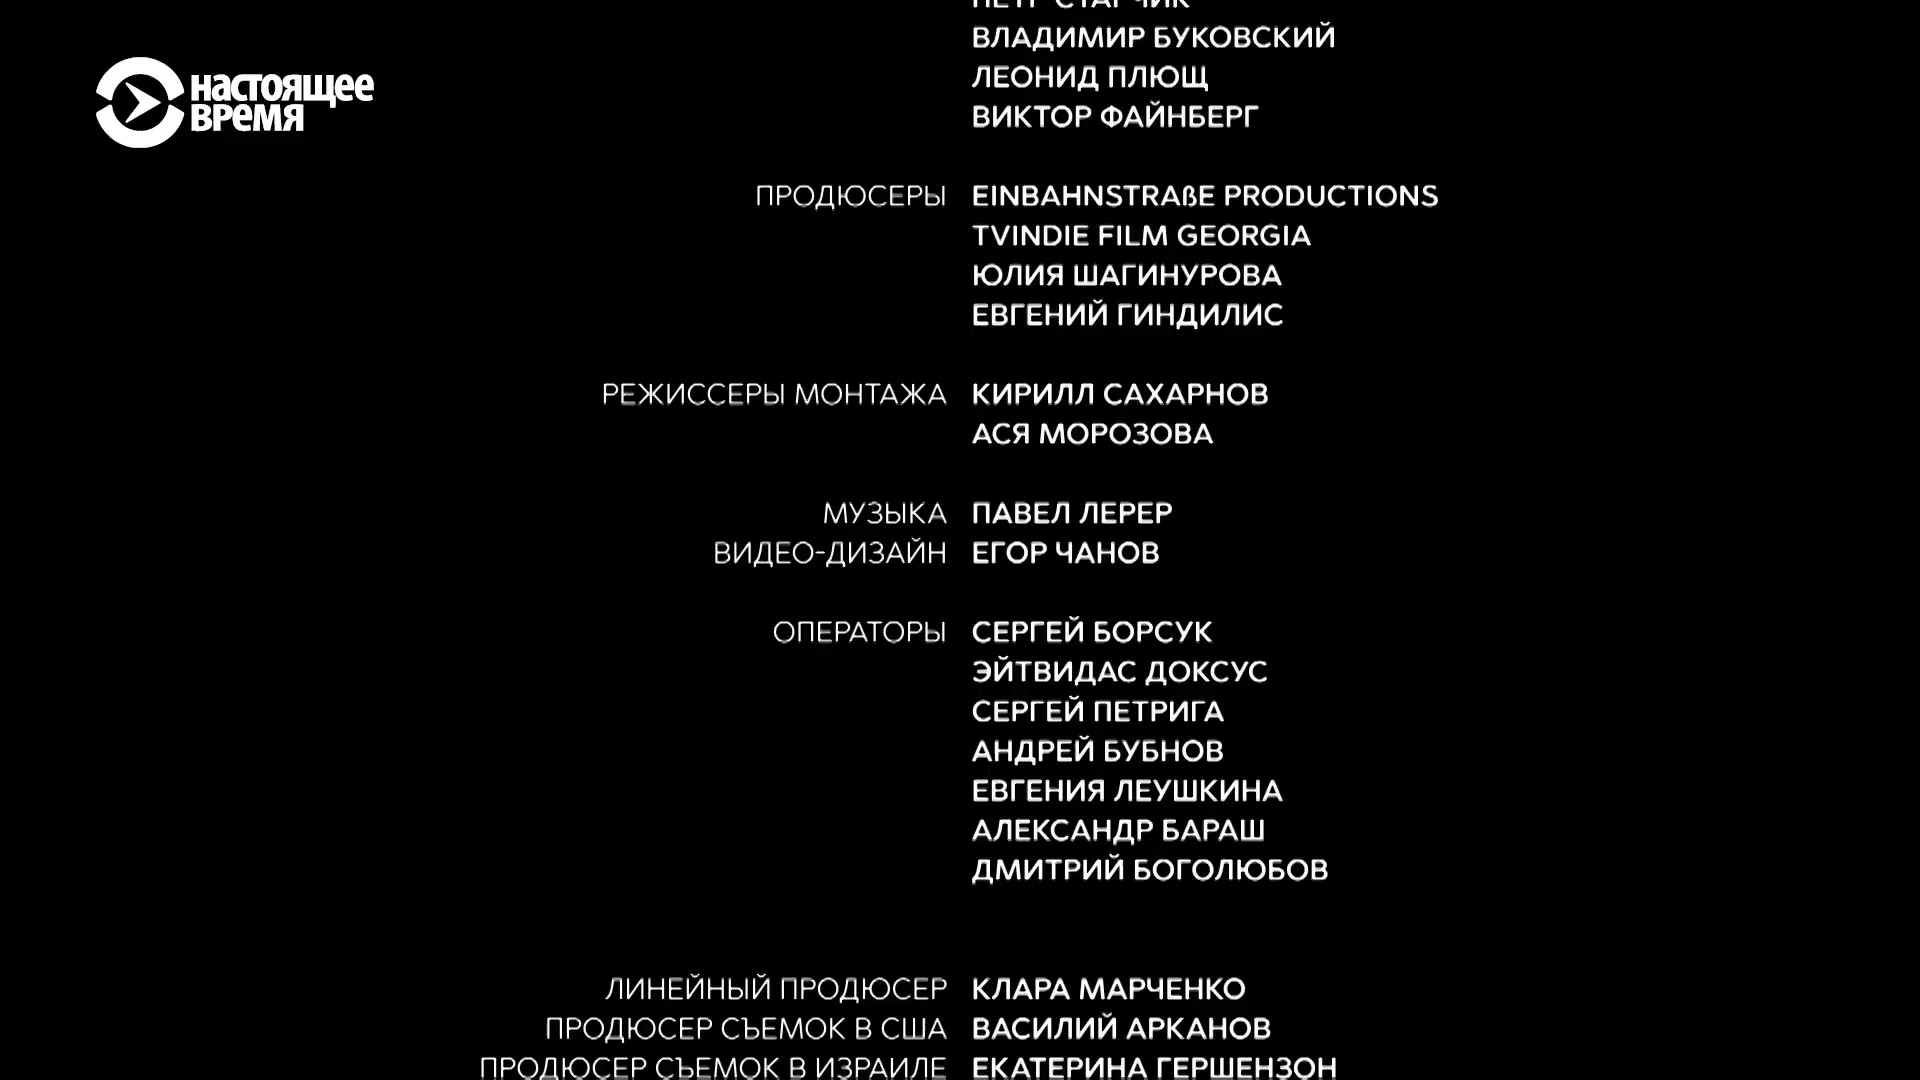 ПЕТР СТАРЧИК
ВЛАДИМИР БУКОВСКИЙ
ЛЕОНИД ПЛЮЩ
ВИКТОР ФАЙНБЕРГ
НАСТОЯЩЕЕ
ВРЕМЯ
ПРОДЮСЕРЫ EINBAHNSTRAßE PRODUCTIONS
TVINDIE FILM GEORGIA
ЮЛИЯ ШАГИНУРОВА
ЕВГЕНИЙ ГИНДИЛИС
РЕЖИССЕРЫ МОНТАЖА КИРИЛЛ САХАРНОВ
АСЯ МОРОЗОВА
МУЗЫКА ПАВЕЛ ЛЕРЕР
ВИДЕО-ДИЗАЙН ЕГОР ЧАНОВ
ОПЕРАТОРЫ СЕРГЕЙ БОРСУК
ЭЙТВИДАС ДОКСУС
СЕРГЕЙ ПЕТРИГА
АНДРЕЙ БУБНОВ
ЕВГЕНИЯ ЛЕУШКИНА
АЛЕКСАНДР БАРАШ
ДМИТРИЙ БОГОЛЮБОВ
ЛИНЕЙНЫЙ ПРОДЮСЕР КЛАРА МАРЧЕНКО
ПРОДЮСЕР СЪЕМОК В США ВАСИЛИЙ АРКАНОВ
ПРОДЮСЕР СЪЕМОК В ИЗРАИЛЕ ЕКАТЕРИНА ГЕРШЕНЗОН